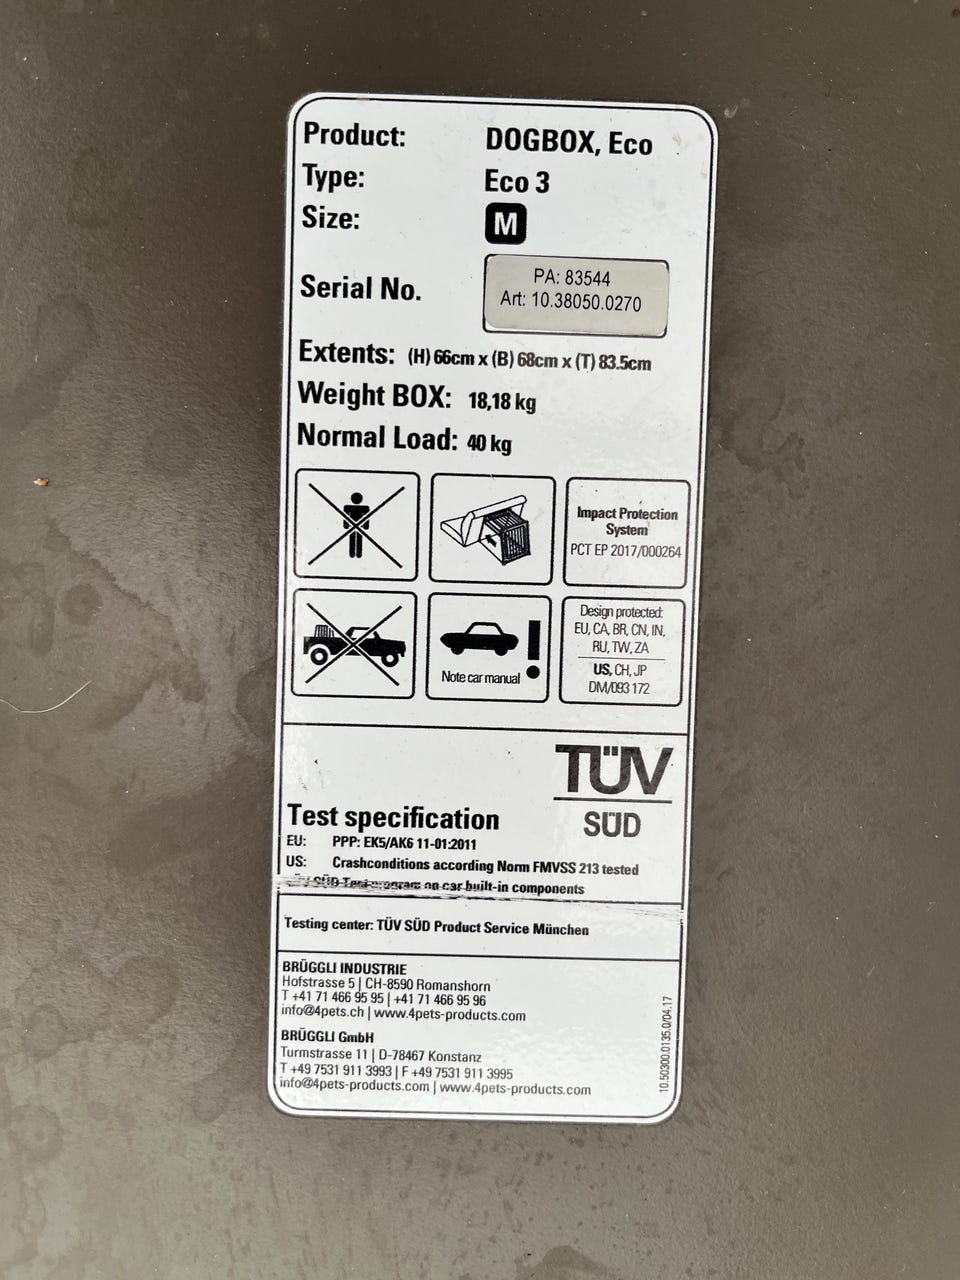 Product: DOGBOX, Eco
Type: Eco 3
Size: M
Serial No. PA: 83544
Art: 10.38050.0270
Extents: (H) 66cm x (B) 68cm x (T) 83.5cm
Weight BOX: 18,18 kg
Normal Load: 40 kg
Impact Protection
System
PCT EP 2017/000264
Note car manual
Design protected:
EU, CA, BR, CN, IN,
RU, TW, ZA
US, CH, JP
DM/093 172
TÜV
SÜD
Test specification
EU: PPP: EK5/AK6 11-01:2011
US: Crashconditions according Norm FMVSS 213 tested
SÜD Test-program on car built-in components
Testing center: TÜV SÜD Product Service München
BRÜGGLI INDUSTRIE
Hofstrasse 5 | CH-8590 Romanshorn
T +41 71 466 95 95 | +41 71 466 95 96
info@4pets.ch | www.4pets-products.com
BRÜGGLI GmbH
Turmstrasse 11 | D-78467 Konstanz
T +49 7531 911 3993 | F +49 7531 911 3995
info@4pets-products.com | www.4pets-products.com
10.50300.0135.0/04.17